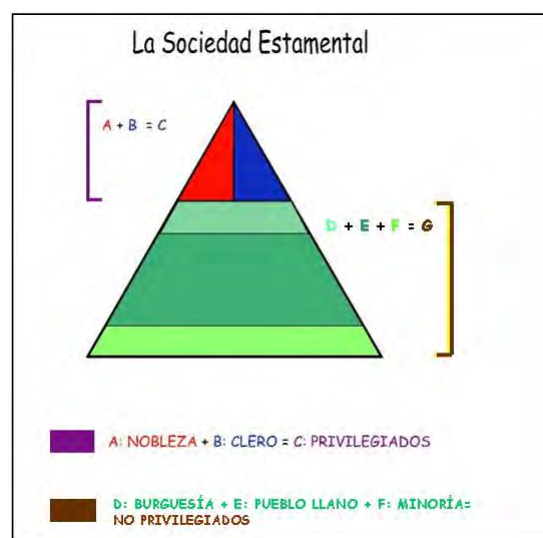 La Sociedad Estamental
A + B = C
D + E + F = G
A: NOBLEZA + B: CLERO = C: PRIVILEGIADOS
D: BURGUESÍA + E: PUEBLO LLANO + F: MINORÍA=
NO PRIVILEGIADOS